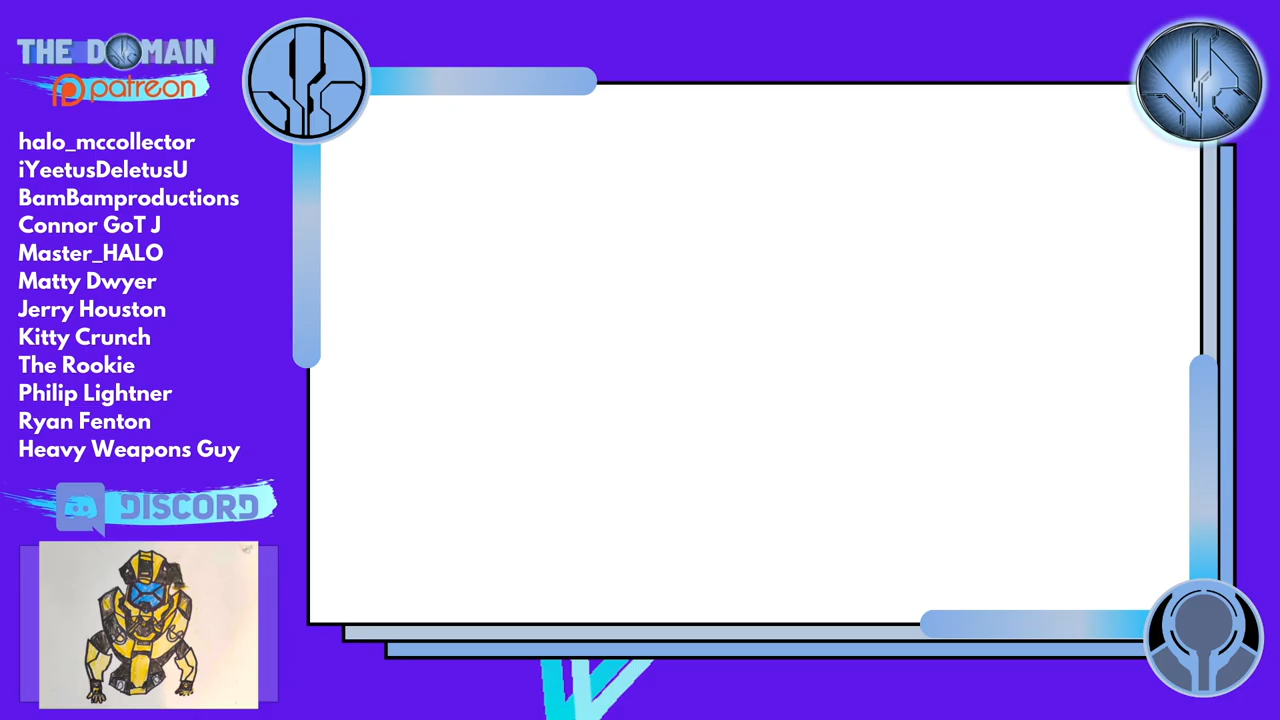 THE DOMAIN
patreon
halo_mccollector
iYeetusDeletusU
BamBamproductions
Connor GoT J
Master_HALO
Matty Dwyer
Jerry Houston
Kitty Crunch
The Rookie
Philip Lightner
Ryan Fenton
Heavy Weapons Guy
DISCORD